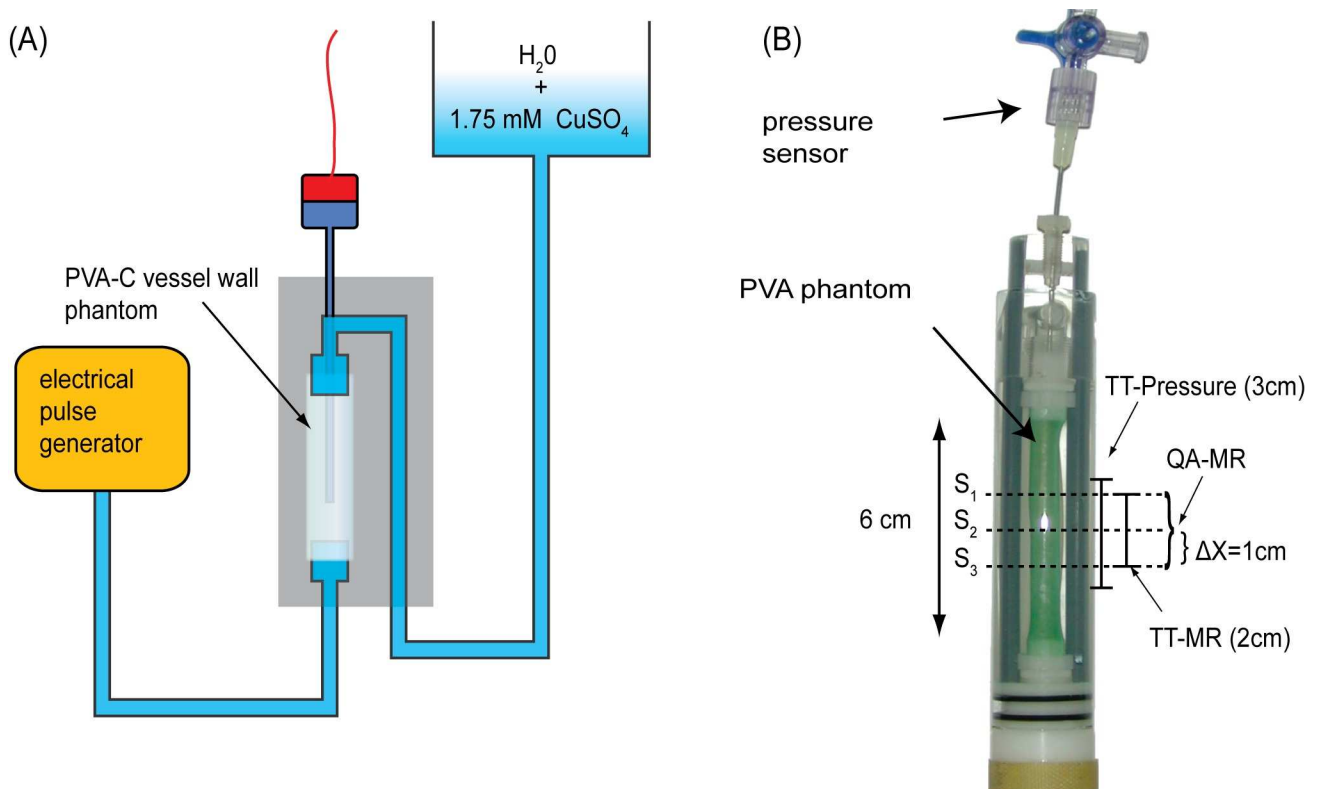 (A)
H₂0
+
1.75 mM CuSO₄
PVA-C vessel wall
phantom
electrical
pulse
generator
(B)
pressure
sensor
PVA phantom
TT-Pressure (3cm)
QA-MR
S₁
S₂
S₃
6 cm
ΔX=1cm
TT-MR (2cm)